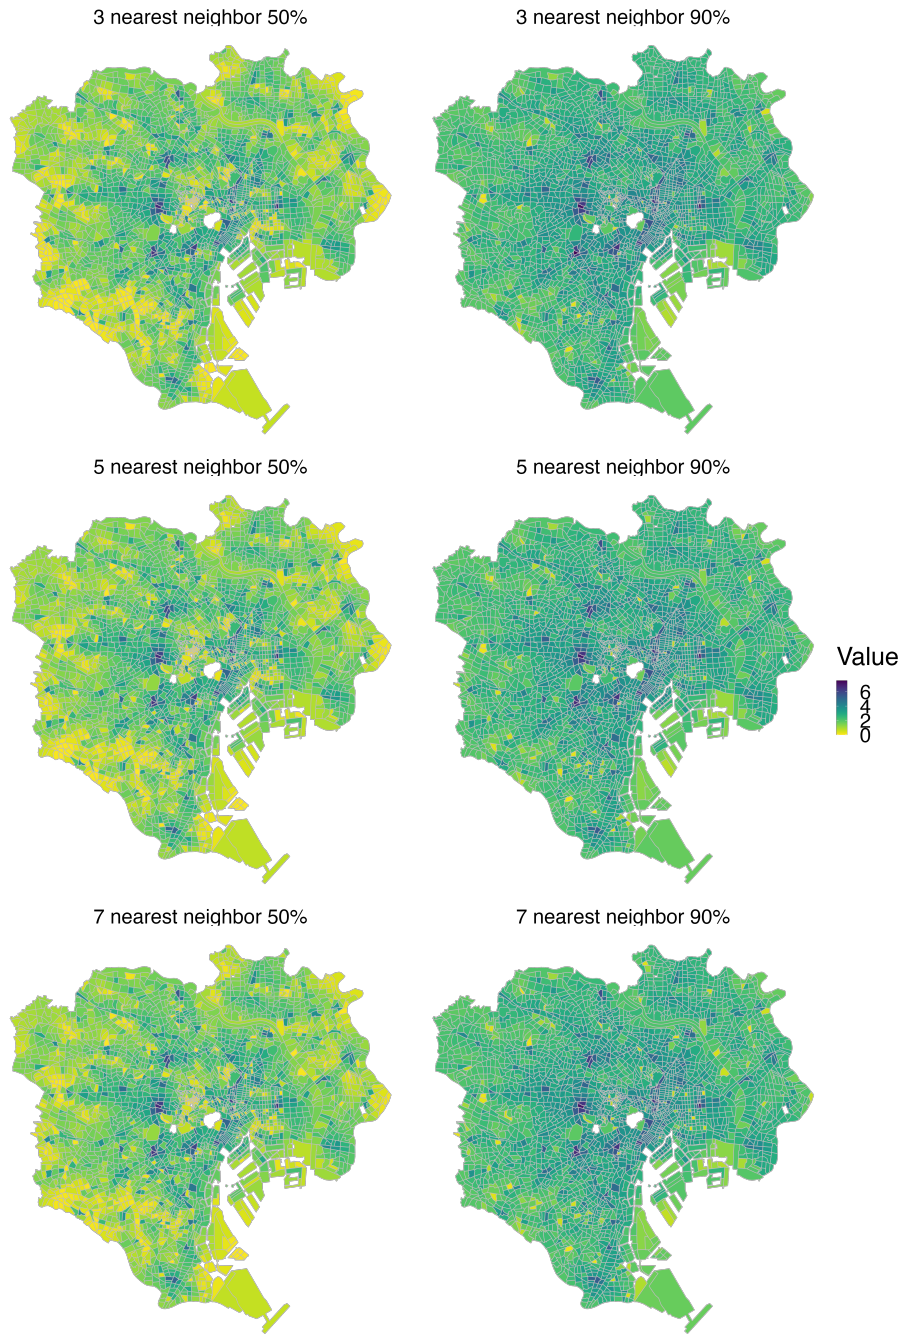 3 nearest neighbor 50%
3 nearest neighbor 90%
5 nearest neighbor 50%
5 nearest neighbor 90%
Value
6
4
2
0
7 nearest neighbor 50%
7 nearest neighbor 90%